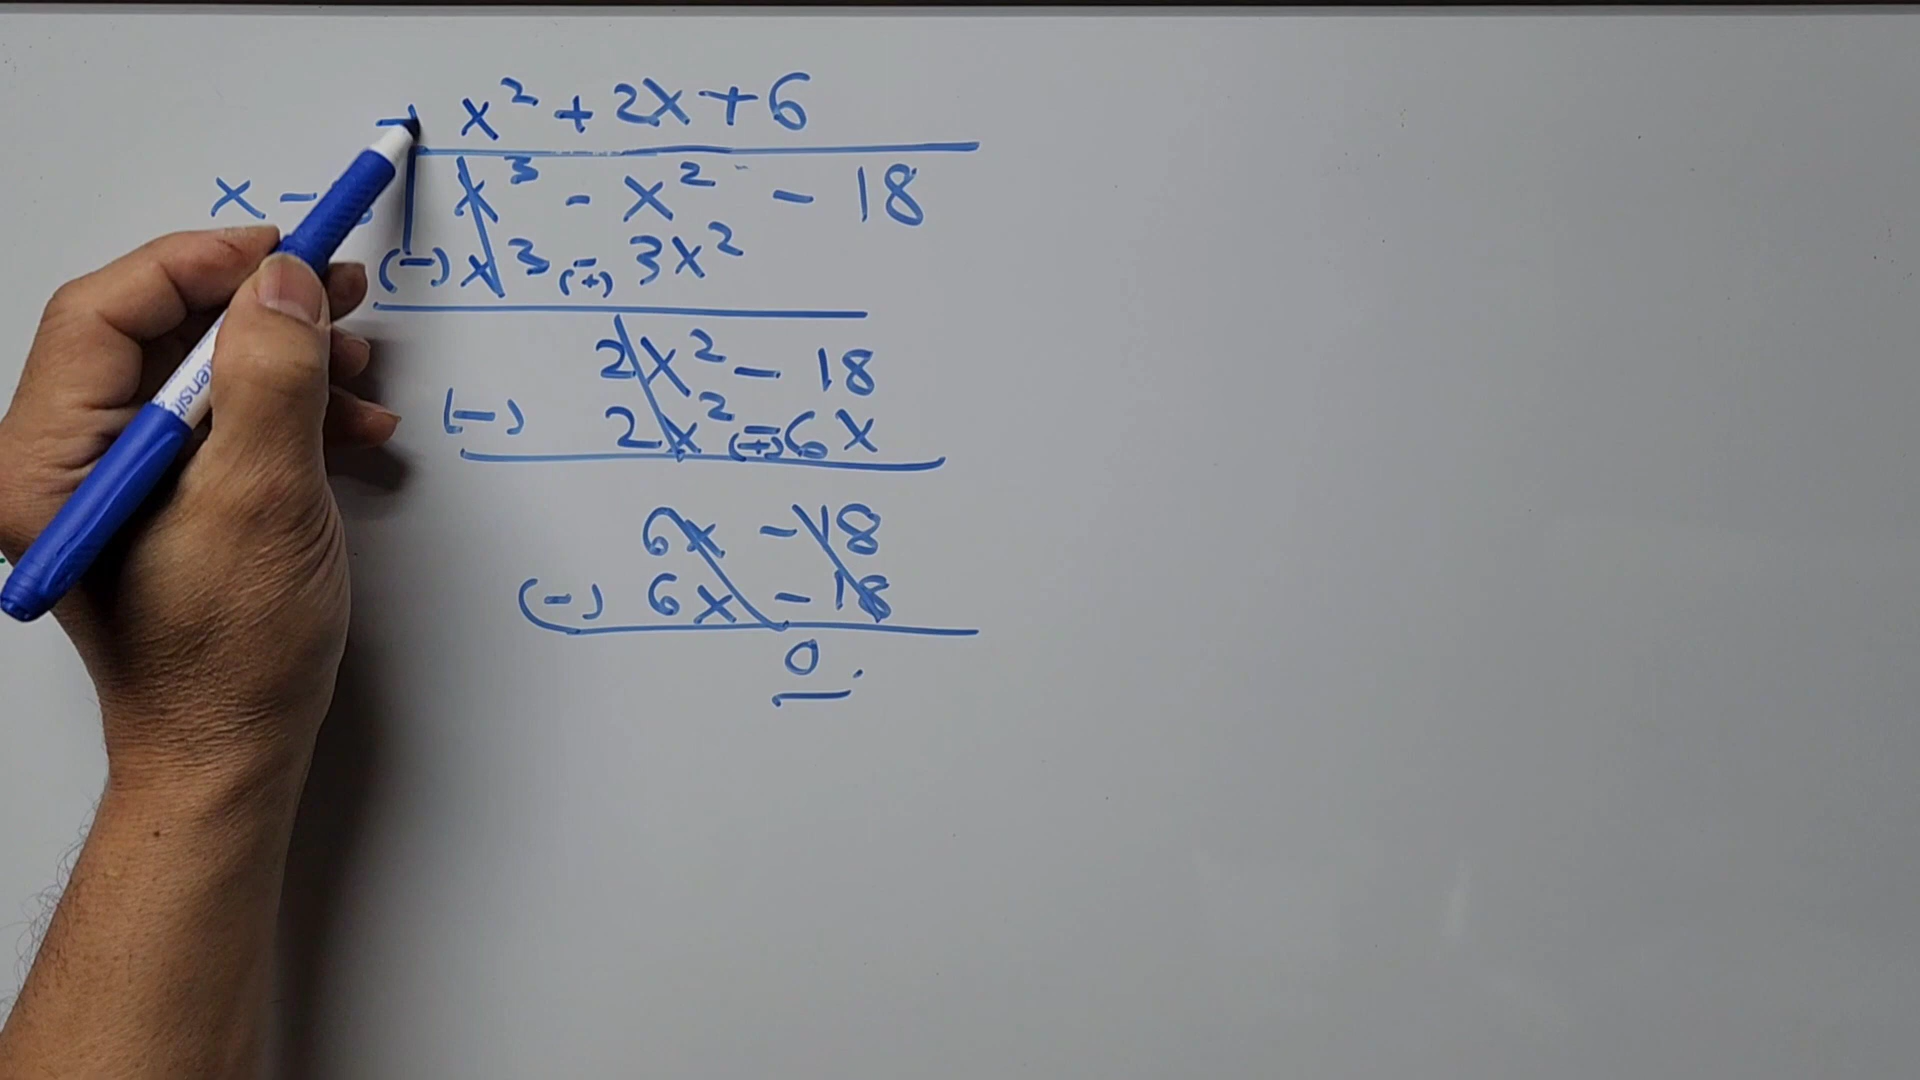 x² + 2x + 6
x - x³ - x² - 18
(-) x³ - (+) 3x²
2x² - 18
(-) 2x² - (+) 6x
6x - 18
(-) 6x - 18
0.